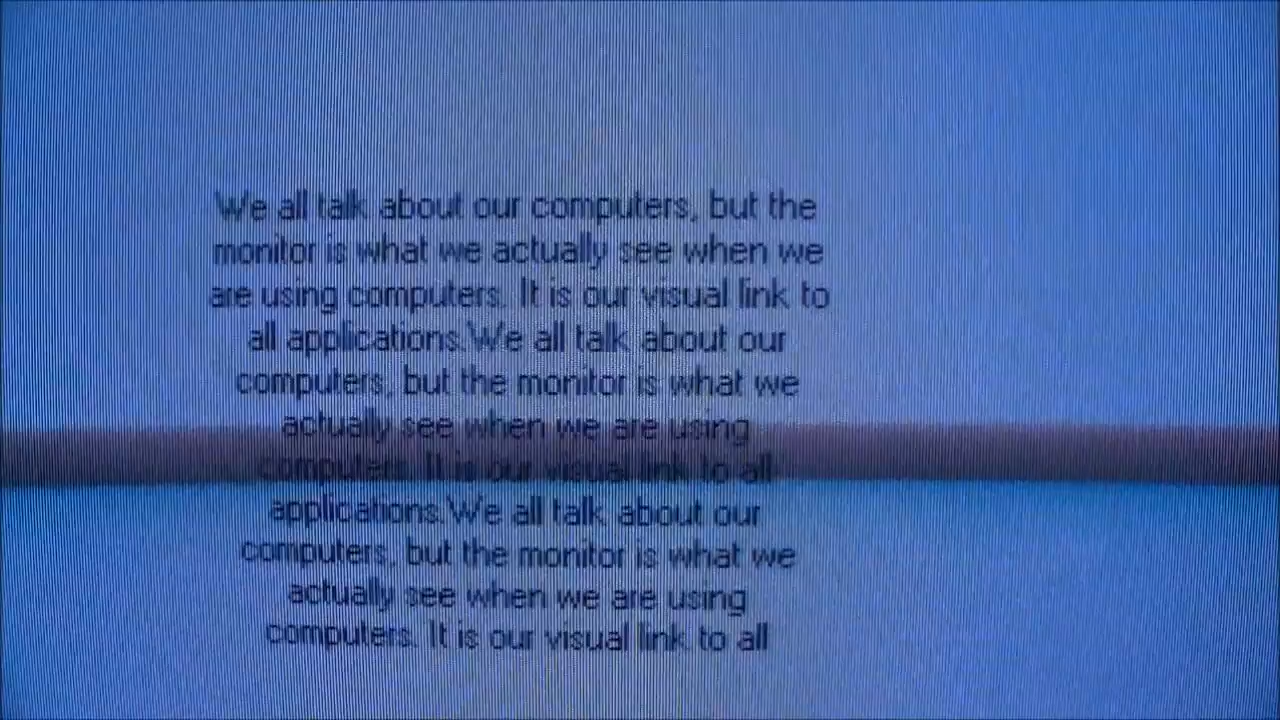 We all talk about our computers, but the
monitor is what we actually see when we
are using computers. It is our visual link to
all applications.We all talk about our
computers, but the monitor is what we
actually see when we are using
computers. It is our visual link to all
applications.We all talk about our
computers, but the monitor is what we
actually see when we are using
computers. It is our visual link to all